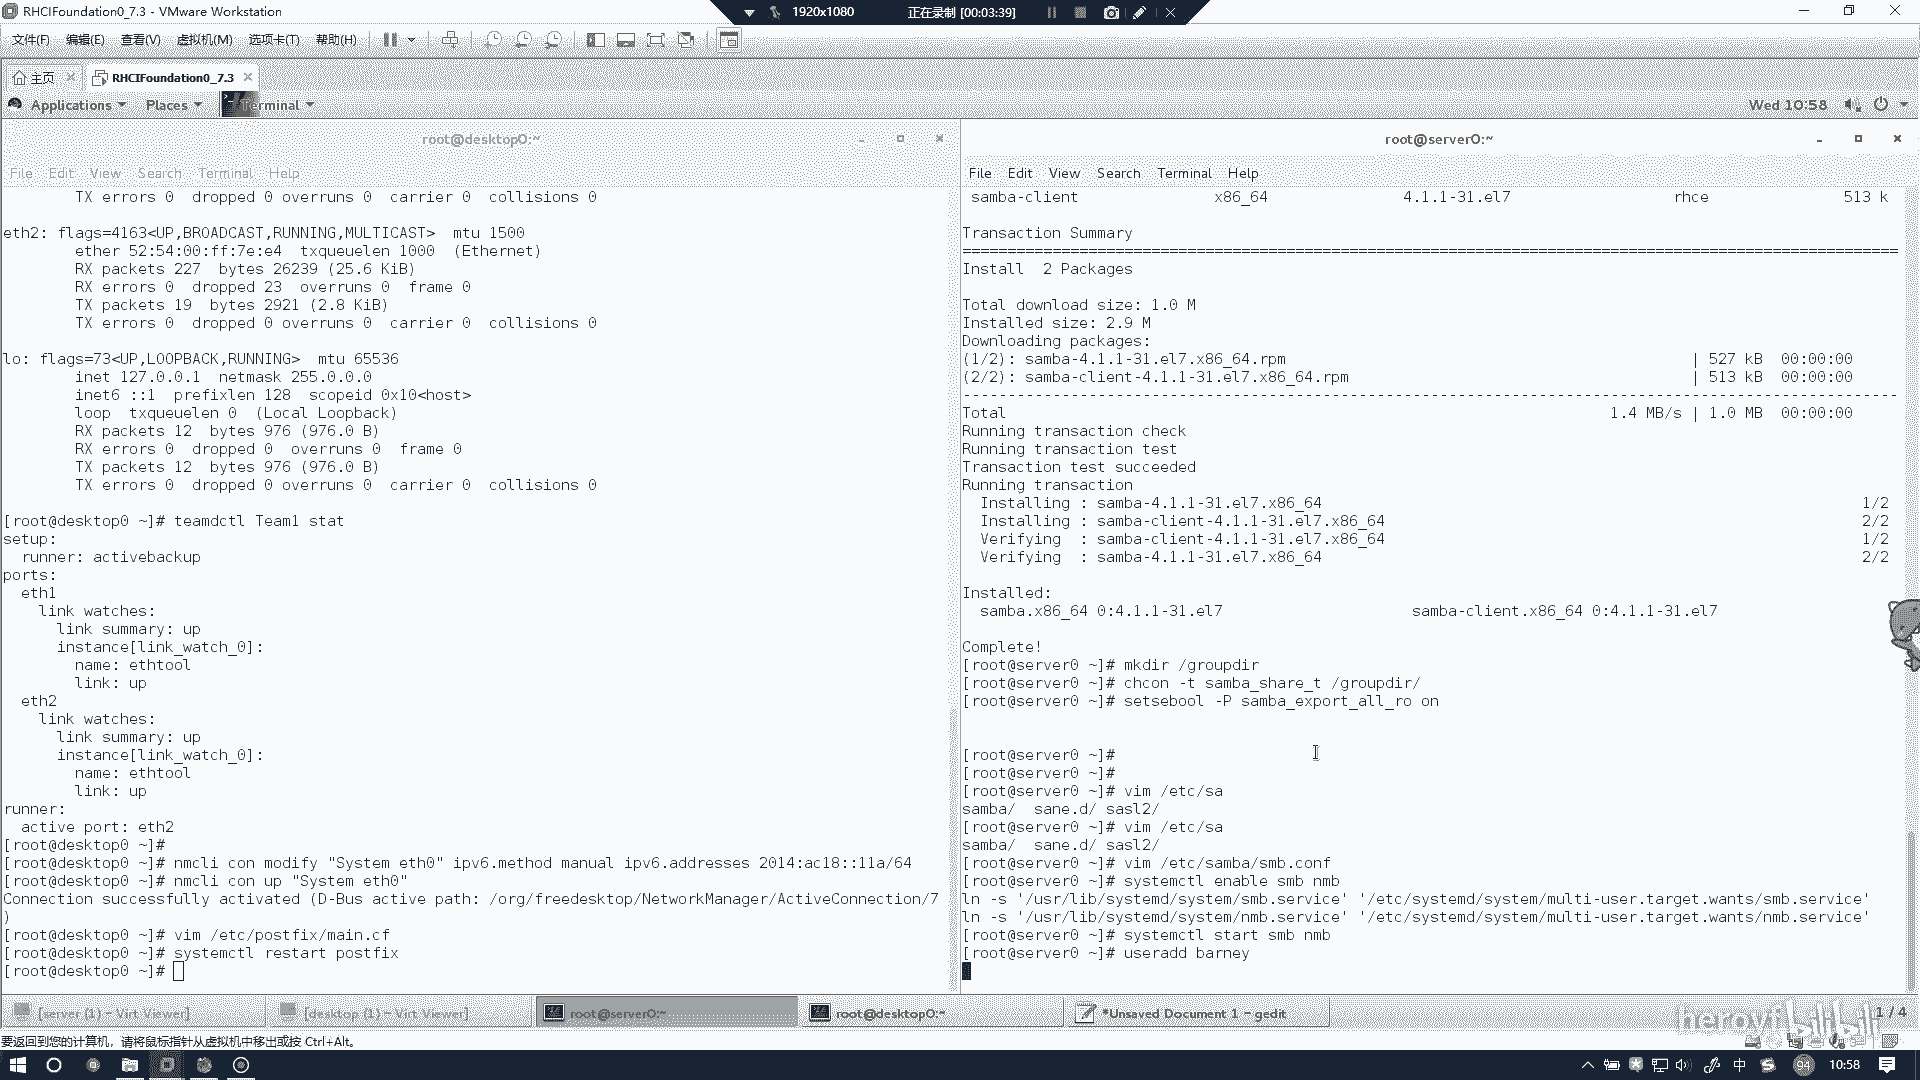 RHCIFoundation0_7.3 - VMware Workstation
1920x1080 正在录制 [00:03:39]
文件(F) 编辑(E) 查看(V) 虚拟机(M) 选项卡(T) 帮助(H)
主页 RHCIFoundation0_7.3
Applications Places Terminal Wed 10:58
root@desktop0:~
File Edit View Search Terminal Help
TX errors 0 dropped 0 overruns 0 carrier 0 collisions 0
eth2: flags=4163<UP,BROADCAST,RUNNING,MULTICAST> mtu 1500
ether 52:54:00:ff:7e:e4 txqueuelen 1000 (Ethernet)
RX packets 227 bytes 26239 (25.6 KiB)
RX errors 0 dropped 23 overruns 0 frame 0
TX packets 19 bytes 2921 (2.8 KiB)
TX errors 0 dropped 0 overruns 0 carrier 0 collisions 0
lo: flags=73<UP,LOOPBACK,RUNNING> mtu 65536
inet 127.0.0.1 netmask 255.0.0.0
inet6 ::1 prefixlen 128 scopeid 0x10<host>
loop txqueuelen 0 (Local Loopback)
RX packets 12 bytes 976 (976.0 B)
RX errors 0 dropped 0 overruns 0 frame 0
TX packets 12 bytes 976 (976.0 B)
TX errors 0 dropped 0 overruns 0 carrier 0 collisions 0
[root@desktop0 ~]# teamdctl Team1 stat
setup:
runner: activebackup
ports:
eth1
link watches:
link summary: up
instance[link_watch_0]:
name: ethtool
link: up
eth2
link watches:
link summary: up
instance[link_watch_0]:
name: ethtool
link: up
runner:
active port: eth2
[root@desktop0 ~]#
[root@desktop0 ~]# nmcli con modify "System eth0" ipv6.method manual ipv6.addresses 2014:ac18::11a/64
[root@desktop0 ~]# nmcli con up "System eth0"
Connection successfully activated (D-Bus active path: /org/freedesktop/NetworkManager/ActiveConnection/7
)
[root@desktop0 ~]# vim /etc/postfix/main.cf
[root@desktop0 ~]# systemctl restart postfix
[root@desktop0 ~]#
root@server0:~
File Edit View Search Terminal Help
samba-client x86_64 4.1.1-31.el7 rhce 513 k
Transaction Summary
================================================================================
Install 2 Packages
Total download size: 1.0 M
Installed size: 2.9 M
Downloading packages:
(1/2): samba-4.1.1-31.el7.x86_64.rpm | 527 kB 00:00:00
(2/2): samba-client-4.1.1-31.el7.x86_64.rpm | 513 kB 00:00:00
--------------------------------------------------------------------------------
Total 1.4 MB/s | 1.0 MB 00:00:00
Running transaction check
Running transaction test
Transaction test succeeded
Running transaction
Installing : samba-4.1.1-31.el7.x86_64 1/2
Installing : samba-client-4.1.1-31.el7.x86_64 2/2
Verifying : samba-client-4.1.1-31.el7.x86_64 1/2
Verifying : samba-4.1.1-31.el7.x86_64 2/2
Installed:
samba.x86_64 0:4.1.1-31.el7 samba-client.x86_64 0:4.1.1-31.el7
Complete!
[root@server0 ~]# mkdir /groupdir
[root@server0 ~]# chcon -t samba_share_t /groupdir/
[root@server0 ~]# setsebool -P samba_export_all_ro on
[root@server0 ~]#
[root@server0 ~]#
[root@server0 ~]# vim /etc/sa
samba/ sane.d/ sasl2/
[root@server0 ~]# vim /etc/sa
samba/ sane.d/ sasl2/
[root@server0 ~]# vim /etc/samba/smb.conf
[root@server0 ~]# systemctl enable smb nmb
ln -s '/usr/lib/systemd/system/smb.service' '/etc/systemd/system/multi-user.target.wants/smb.service'
ln -s '/usr/lib/systemd/system/nmb.service' '/etc/systemd/system/multi-user.target.wants/nmb.service'
[root@server0 ~]# systemctl start smb nmb
[root@server0 ~]# useradd barney
[server (1) - Virt Viewer] [desktop (1) - Virt Viewer] root@server0:~ root@desktop0:~ *Unsaved Document 1 - gedit 1 / 4
bilibili
要返回到您的计算机，请将鼠标指针从虚拟机中移出或按 Ctrl+Alt。
中 94 10:58